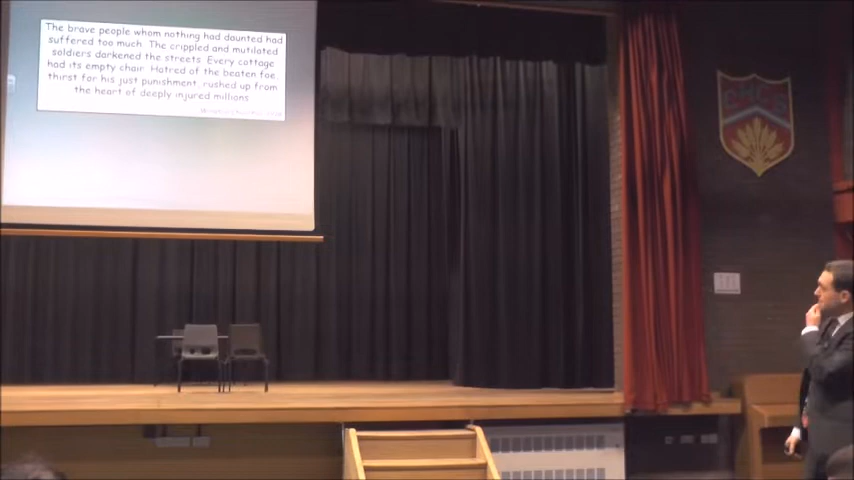 The brave people whom nothing had daunted had
suffered too much. The crippled and mutilated
soldiers darkened the streets. Every cottage
had its empty chair. Hatred of the beaten foe,
thirst for his just punishment, rushed up from
the heart of deeply injured millions